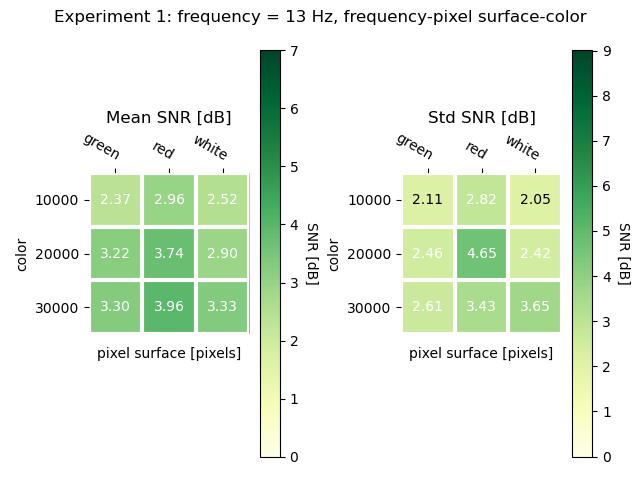 Experiment 1: frequency = 13 Hz, frequency-pixel surface-color
Mean SNR [dB]
green red white
10000 2.37 2.96 2.52
20000 3.22 3.74 2.90
30000 3.30 3.96 3.33
color
pixel surface [pixels]
7
6
5
4
3
2
1
0
SNR [dB]
Std SNR [dB]
green red white
10000 2.11 2.82 2.05
20000 2.46 4.65 2.42
30000 2.61 3.43 3.65
color
pixel surface [pixels]
9
8
7
6
5
4
3
2
1
0
SNR [dB]